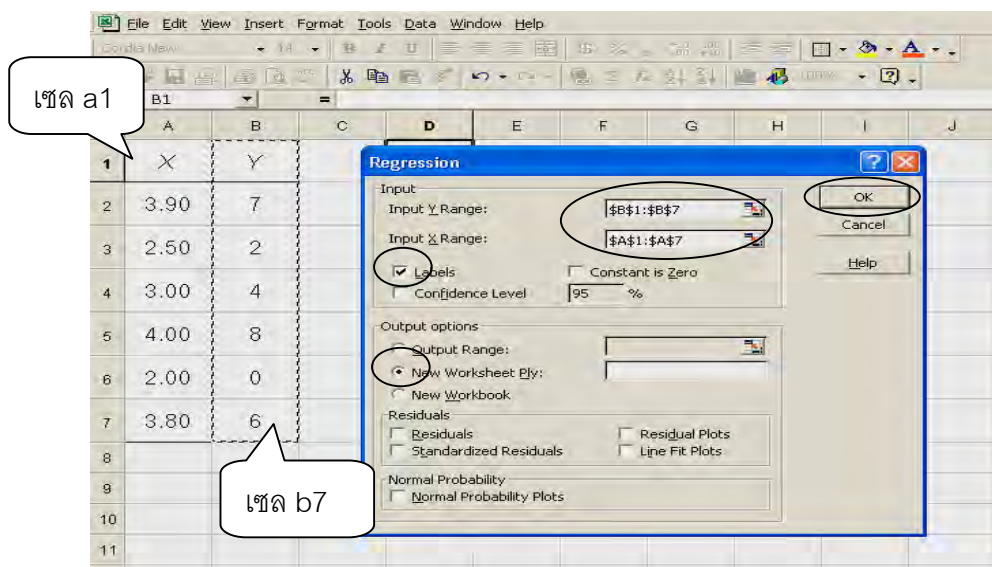 File Edit View Insert Format Tools Data Window Help
Cordia New 14 B I U
เซล a1
B1 =
A B C D E F G H I J
1 X Y
2 3.90 7
3 2.50 2
4 3.00 4
5 4.00 8
6 2.00 0
7 3.80 6
8
9
10
11
Regression
Input
Input Y Range: $B$1:$B$7
Input X Range: $A$1:$A$7
Labels Constant is Zero
Confidence Level 95 %
Output options
Output Range:
New Worksheet Ply:
New Workbook
Residuals
Residuals Residual Plots
Standardized Residuals Line Fit Plots
Normal Probability
Normal Probability Plots
OK
Cancel
Help
เซล b7